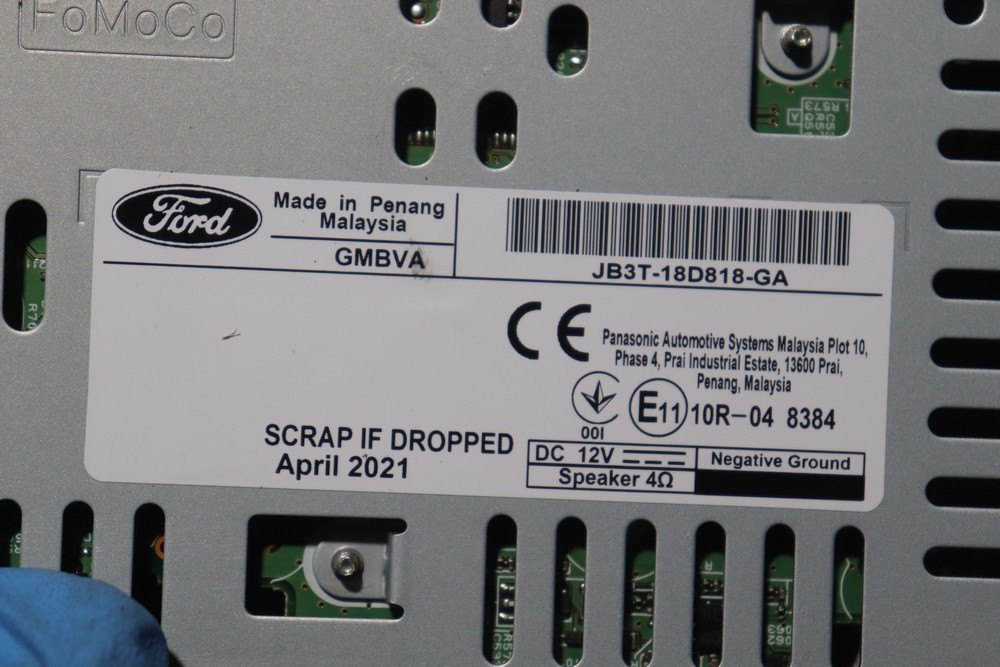 FoMoCo
R573
A
Ford
Made in Penang
Malaysia
GMBVA
JB3T-18D818-GA
CE
Panasonic Automotive Systems Malaysia Plot 10,
Phase 4, Prai Industrial Estate, 13600 Prai,
Penang, Malaysia
001
E11 10R-04 8384
SCRAP IF DROPPED
April 2021
DC 12V
Negative Ground
Speaker 4Ω